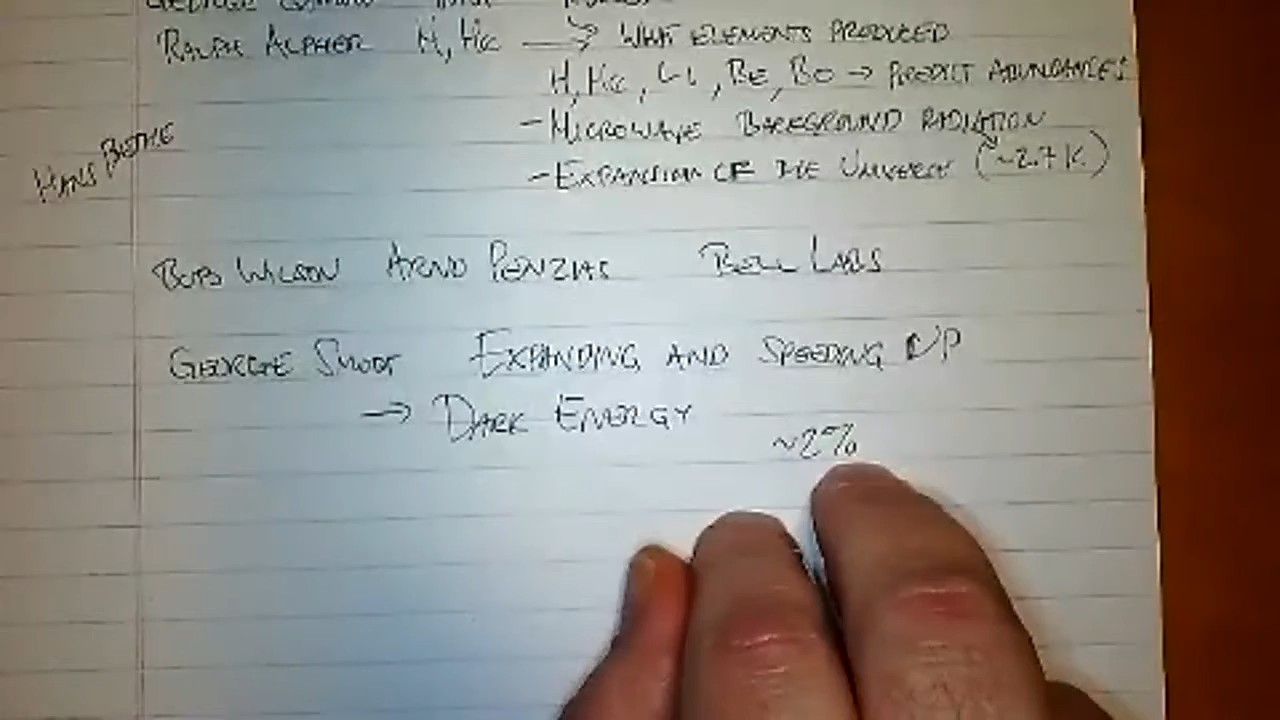 RALPH ALPHER H, He → WHAT ELEMENTS PRODUCED
H, He, Li, BE, BO → PREDICT ABUNDANCES
- MICROWAVE BACKGROUND RADIATION
- EXPANSION OF THE UNIVERSE (~2.7 K)
HANS BETHE
BOB WILSON ARNO PENZIAS BELL LABS
GEORGE SMOOT EXPANDING AND SPEEDING UP
→ DARK ENERGY
~2%